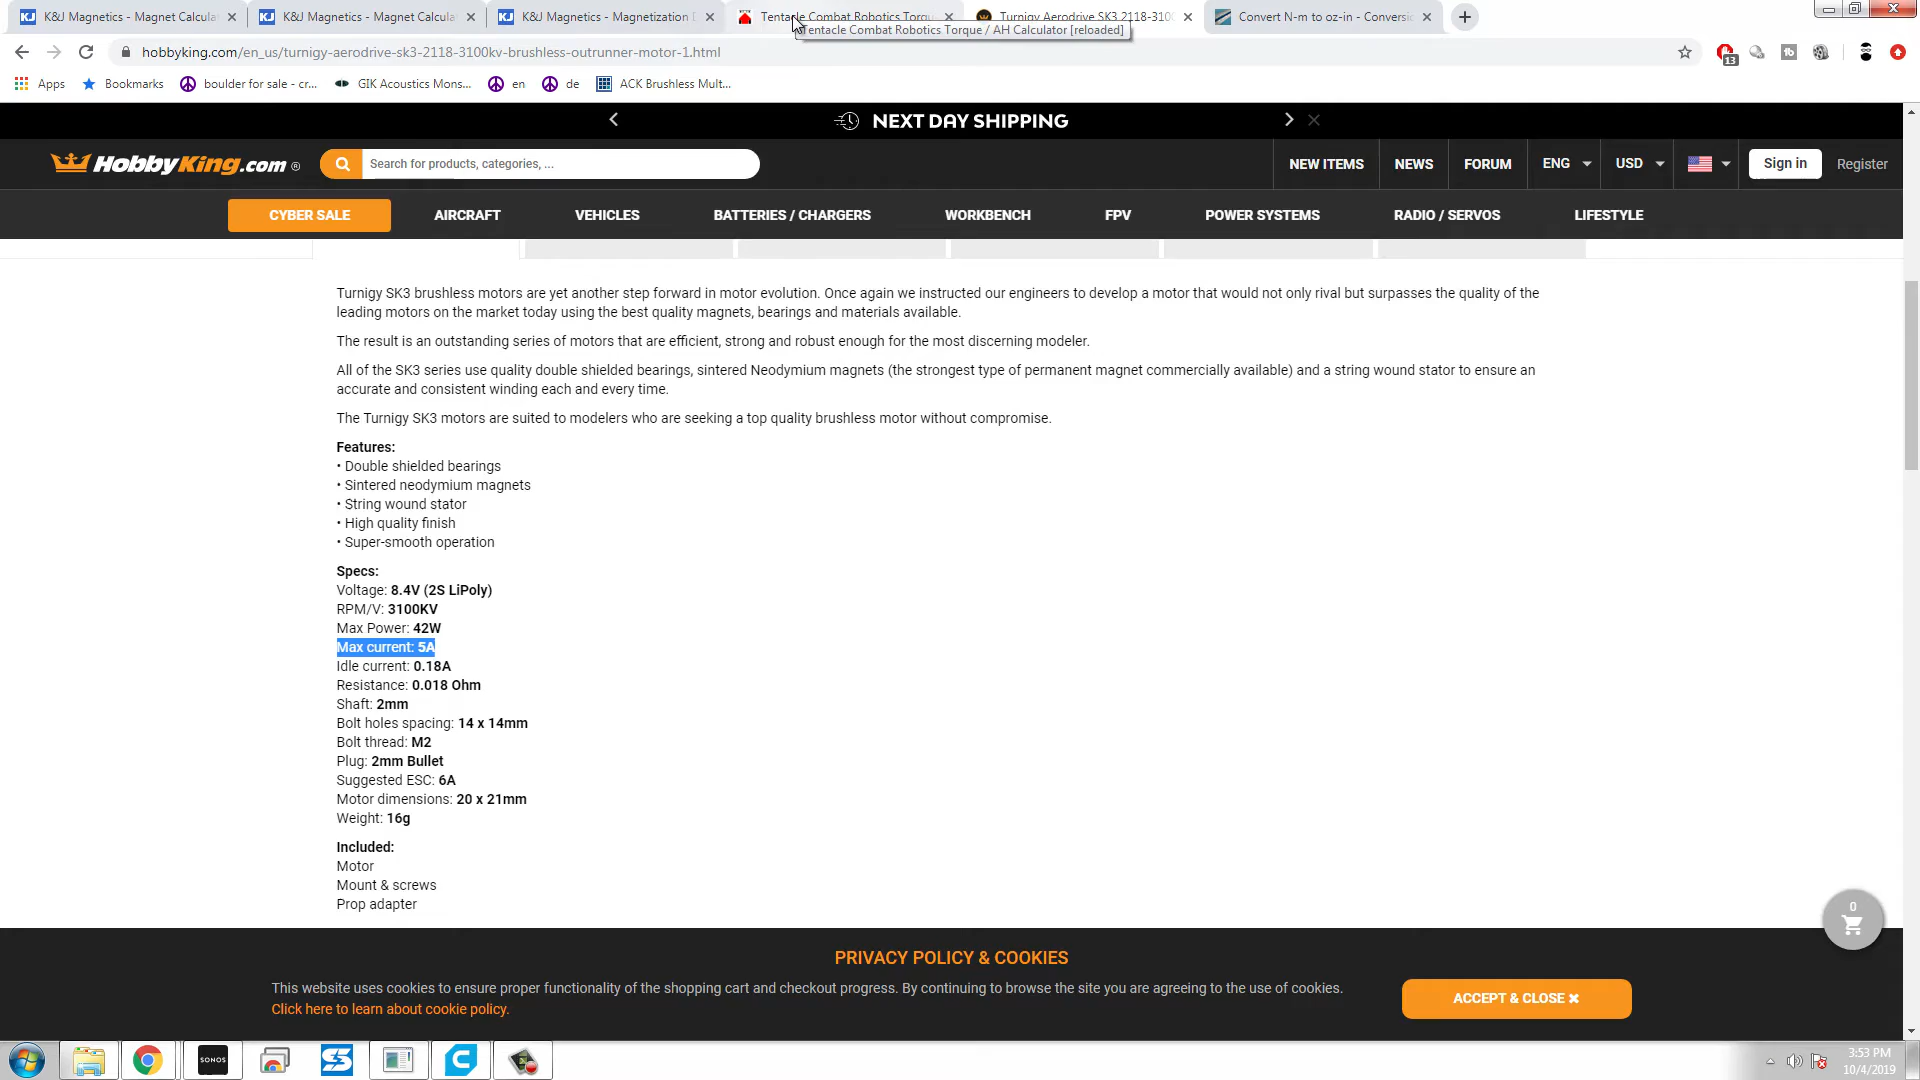 K&J Magnetics - Magnet Calcula
K&J Magnetics - Magnet Calcula
K&J Magnetics - Magnetization
Tentacle Combat Robotics Torqu
Turnigy Aerodrive SK3 2118-310
Convert N-m to oz-in - Conversi
Tentacle Combat Robotics Torque / AH Calculator [reloaded]
hobbyking.com/en_us/turnigy-aerodrive-sk3-2118-3100kv-brushless-outrunner-motor-1.html
13
Apps
Bookmarks
boulder for sale - cr...
GIK Acoustics Mons...
en
de
ACK Brushless Mult...
NEXT DAY SHIPPING
HobbyKing.com ®
Search for products, categories, ...
NEW ITEMS
NEWS
FORUM
ENG
USD
Sign in
Register
CYBER SALE
AIRCRAFT
VEHICLES
BATTERIES / CHARGERS
WORKBENCH
FPV
POWER SYSTEMS
RADIO / SERVOS
LIFESTYLE
Turnigy SK3 brushless motors are yet another step forward in motor evolution. Once again we instructed our engineers to develop a motor that would not only rival but surpasses the quality of the
leading motors on the market today using the best quality magnets, bearings and materials available.
The result is an outstanding series of motors that are efficient, strong and robust enough for the most discerning modeler.
All of the SK3 series use quality double shielded bearings, sintered Neodymium magnets (the strongest type of permanent magnet commercially available) and a string wound stator to ensure an
accurate and consistent winding each and every time.
The Turnigy SK3 motors are suited to modelers who are seeking a top quality brushless motor without compromise.
Features:
• Double shielded bearings
• Sintered neodymium magnets
• String wound stator
• High quality finish
• Super-smooth operation
Specs:
Voltage: 8.4V (2S LiPoly)
RPM/V: 3100KV
Max Power: 42W
Max current: 5A
Idle current: 0.18A
Resistance: 0.018 Ohm
Shaft: 2mm
Bolt holes spacing: 14 x 14mm
Bolt thread: M2
Plug: 2mm Bullet
Suggested ESC: 6A
Motor dimensions: 20 x 21mm
Weight: 16g
Included:
Motor
Mount & screws
Prop adapter
0
PRIVACY POLICY & COOKIES
This website uses cookies to ensure proper functionality of the shopping cart and checkout progress. By continuing to browse the site you are agreeing to the use of cookies.
Click here to learn about cookie policy.
ACCEPT & CLOSE ✖
SONOS
3:53 PM
10/4/2019